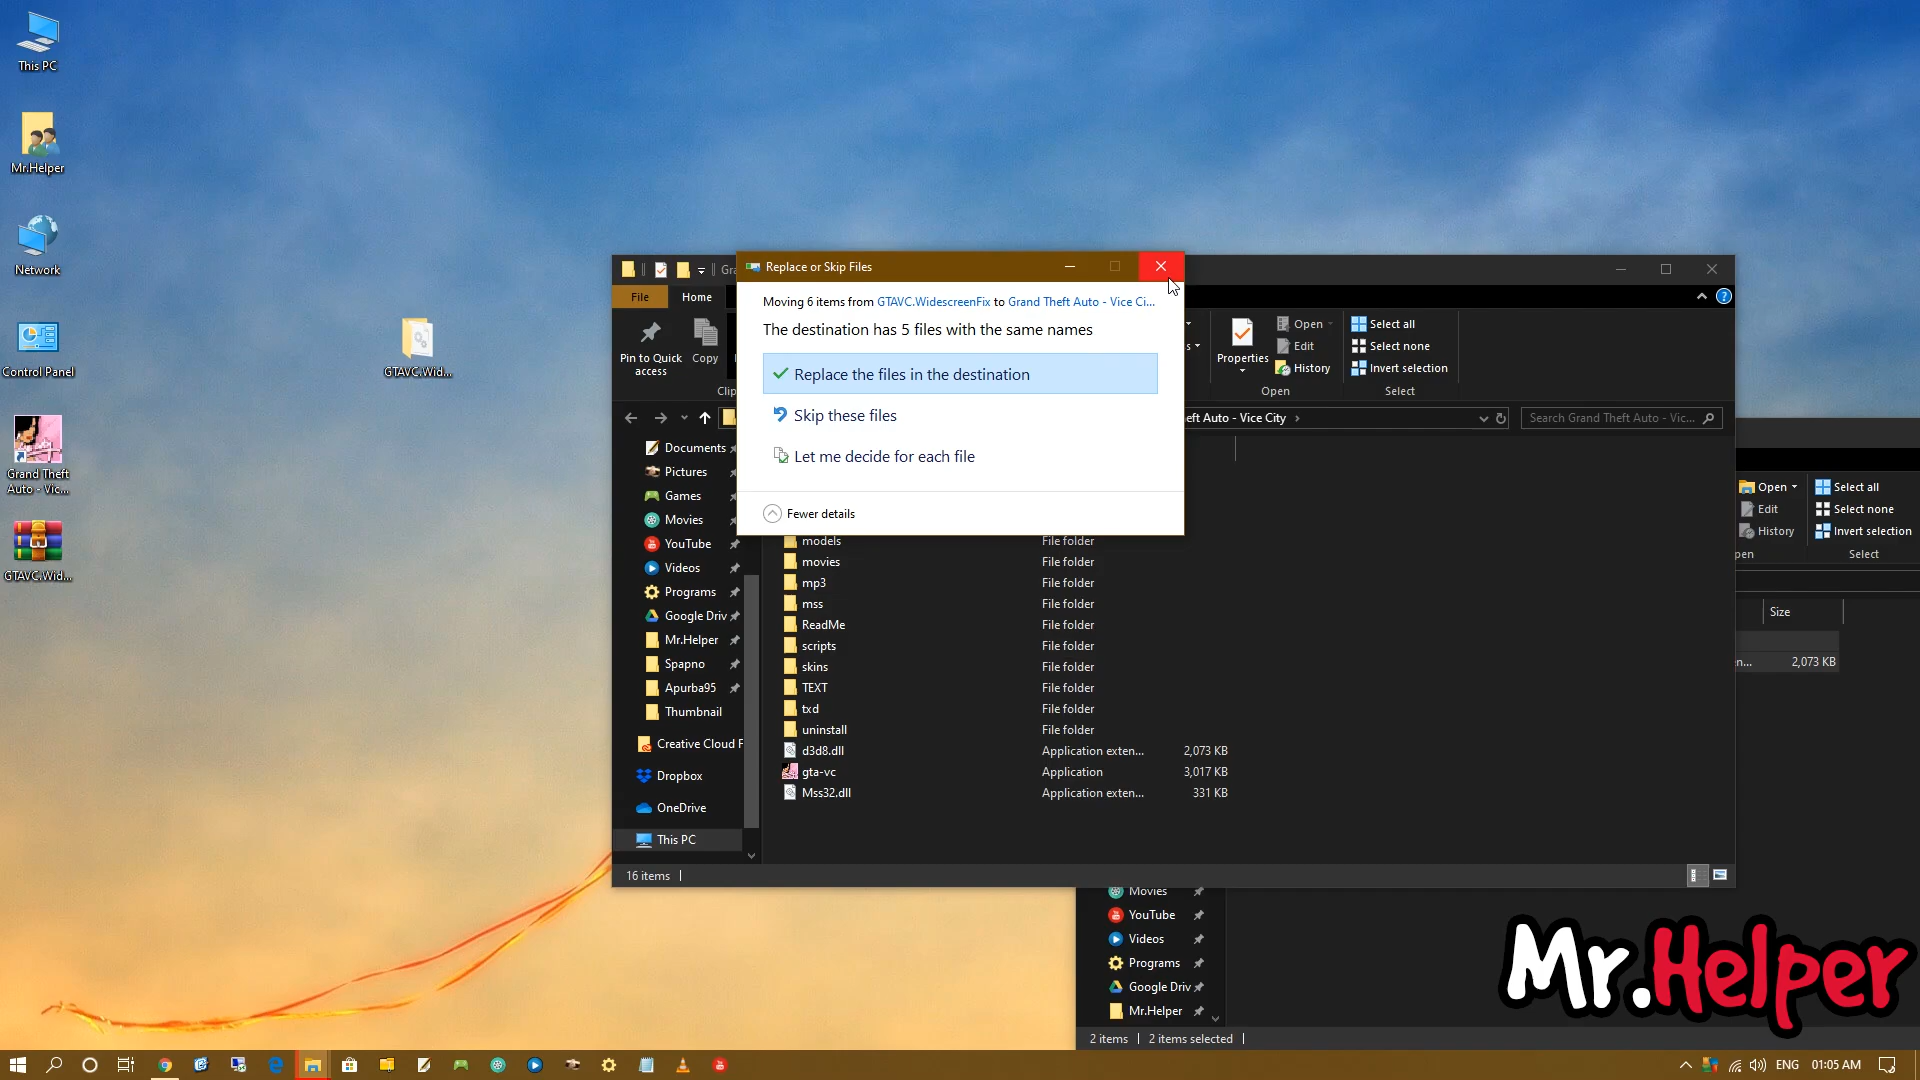 This PC
Mr.Helper
Network
Control Panel
Grand Theft
Auto - Vic...
GTAVC.Wid...
GTAVC.Wid...
Replace or Skip Files
Moving 6 items from GTAVC.WidescreenFix to Grand Theft Auto - Vice Ci...
The destination has 5 files with the same names
Replace the files in the destination
Skip these files
Let me decide for each file
Fewer details
File
Home
Pin to Quick
access
Copy
Properties
Open
Edit
History
Open
Select all
Select none
Invert selection
Select
eft Auto - Vice City
Search Grand Theft Auto - Vic...
Documents
Pictures
Games
Movies
YouTube
Videos
Programs
Google Driv
Mr.Helper
Spapno
Apurba95
Thumbnail
Creative Cloud F
Dropbox
OneDrive
This PC
models File folder
movies File folder
mp3 File folder
mss File folder
ReadMe File folder
scripts File folder
skins File folder
TEXT File folder
txd File folder
uninstall File folder
d3d8.dll Application exten... 2,073 KB
gta-vc Application 3,017 KB
Mss32.dll Application exten... 331 KB
16 items
Open
Edit
History
pen
Select all
Select none
Invert selection
Select
Size
n... 2,073 KB
Movies
YouTube
Videos
Programs
Google Driv
Mr.Helper
2 items
2 items selected
Mr.Helper
ENG
01:05 AM